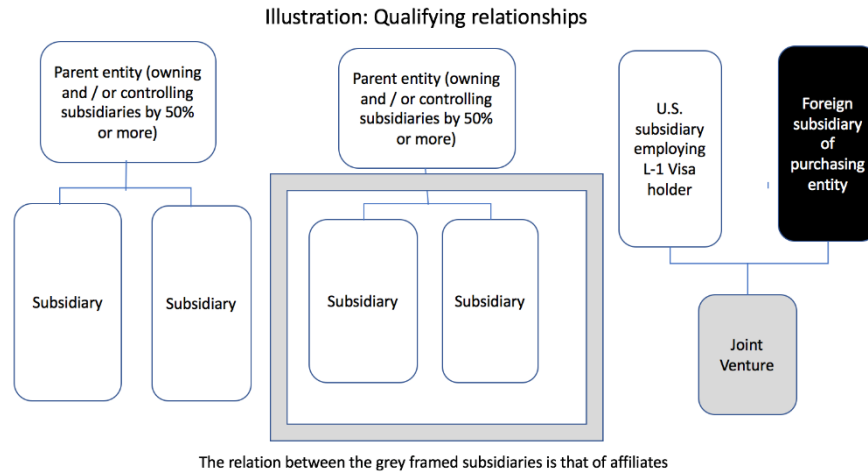 Illustration: Qualifying relationships
Parent entity (owning
and / or controlling
subsidiaries by 50%
or more)
Subsidiary
Subsidiary
Parent entity (owning
and / or controlling
subsidiaries by 50%
or more)
Subsidiary
Subsidiary
U.S.
subsidiary
employing
L-1 Visa
holder
Foreign
subsidiary
of
purchasing
entity
Joint
Venture
The relation between the grey framed subsidiaries is that of affiliates